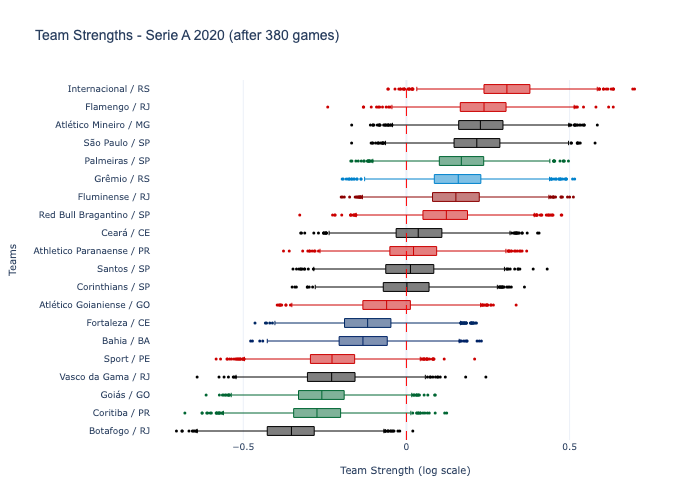 Team Strengths - Serie A 2020 (after 380 games)
Internacional / RS
Flamengo / RJ
Atlético Mineiro / MG
São Paulo / SP
Palmeiras / SP
Grêmio / RS
Fluminense / RJ
Red Bull Bragantino / SP
Ceará / CE
Athletico Paranaense / PR
Santos / SP
Corinthians / SP
Atlético Goianiense / GO
Fortaleza / CE
Bahia / BA
Sport / PE
Vasco da Gama / RJ
Goiás / GO
Coritiba / PR
Botafogo / RJ
Teams
−0.5 0 0.5
Team Strength (log scale)